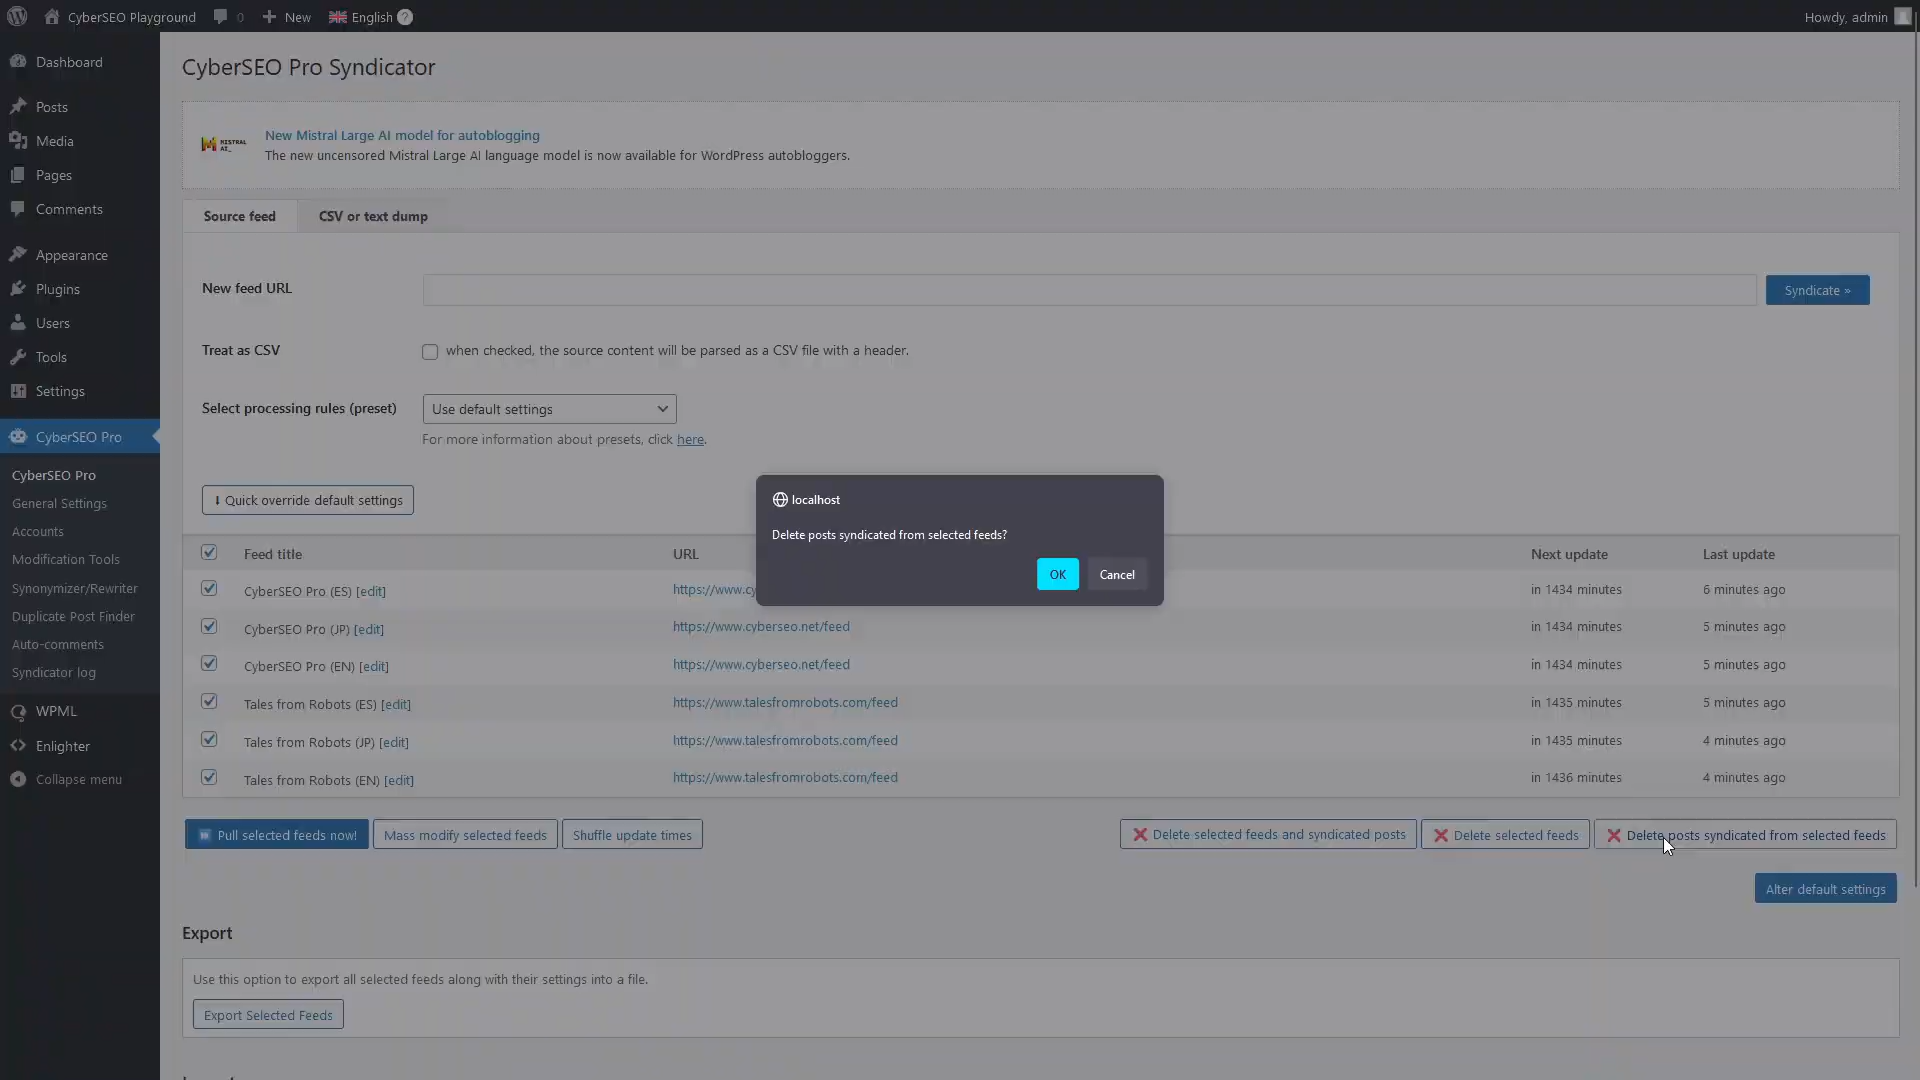 CyberSEO Playground 0 New English ? Howdy, admin
Dashboard
Posts
Media
Pages
Comments
Appearance
Plugins
Users
Tools
Settings
CyberSEO Pro
CyberSEO Pro
General Settings
Accounts
Modification Tools
Synonymizer/Rewriter
Duplicate Post Finder
Auto-comments
Syndicator log
WPML
Enlighter
Collapse menu
CyberSEO Pro Syndicator
MISTRAL
AI_
New Mistral Large AI model for autoblogging
The new uncensored Mistral Large AI language model is now available for WordPress autobloggers.
Source feed CSV or text dump
New feed URL Syndicate »
Treat as CSV when checked, the source content will be parsed as a CSV file with a header.
Select processing rules (preset) Use default settings
For more information about presets, click here.
⬇ Quick override default settings
localhost
Delete posts syndicated from selected feeds?
OK Cancel
Feed title URL Next update Last update
CyberSEO Pro (ES) [edit] https://www.cy in 1434 minutes 6 minutes ago
CyberSEO Pro (JP) [edit] https://www.cyberseo.net/feed in 1434 minutes 5 minutes ago
CyberSEO Pro (EN) [edit] https://www.cyberseo.net/feed in 1434 minutes 5 minutes ago
Tales from Robots (ES) [edit] https://www.talesfromrobots.com/feed in 1435 minutes 5 minutes ago
Tales from Robots (JP) [edit] https://www.talesfromrobots.com/feed in 1435 minutes 4 minutes ago
Tales from Robots (EN) [edit] https://www.talesfromrobots.com/feed in 1436 minutes 4 minutes ago
Pull selected feeds now! Mass modify selected feeds Shuffle update times ❌ Delete selected feeds and syndicated posts ❌ Delete selected feeds ❌ Delete posts syndicated from selected feeds
Alter default settings
Export
Use this option to export all selected feeds along with their settings into a file.
Export Selected Feeds